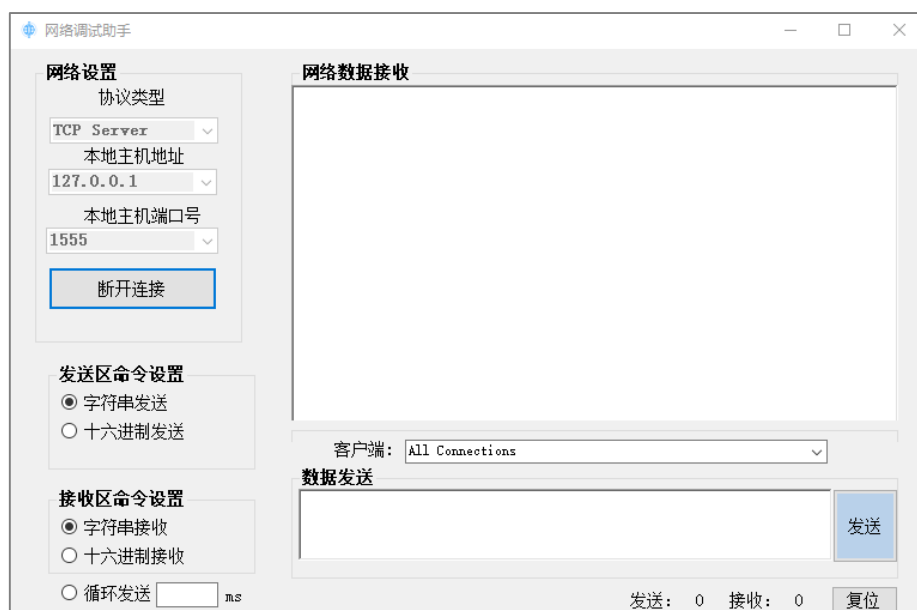 网络调试助手
网络设置
协议类型
TCP Server
本地主机地址
127.0.0.1
本地主机端口号
1555
断开连接
发送区命令设置
字符串发送
十六进制发送
接收区命令设置
字符串接收
十六进制接收
循环发送 ms
网络数据接收
客户端: All Connections
数据发送
发送
发送: 0 接收: 0 复位